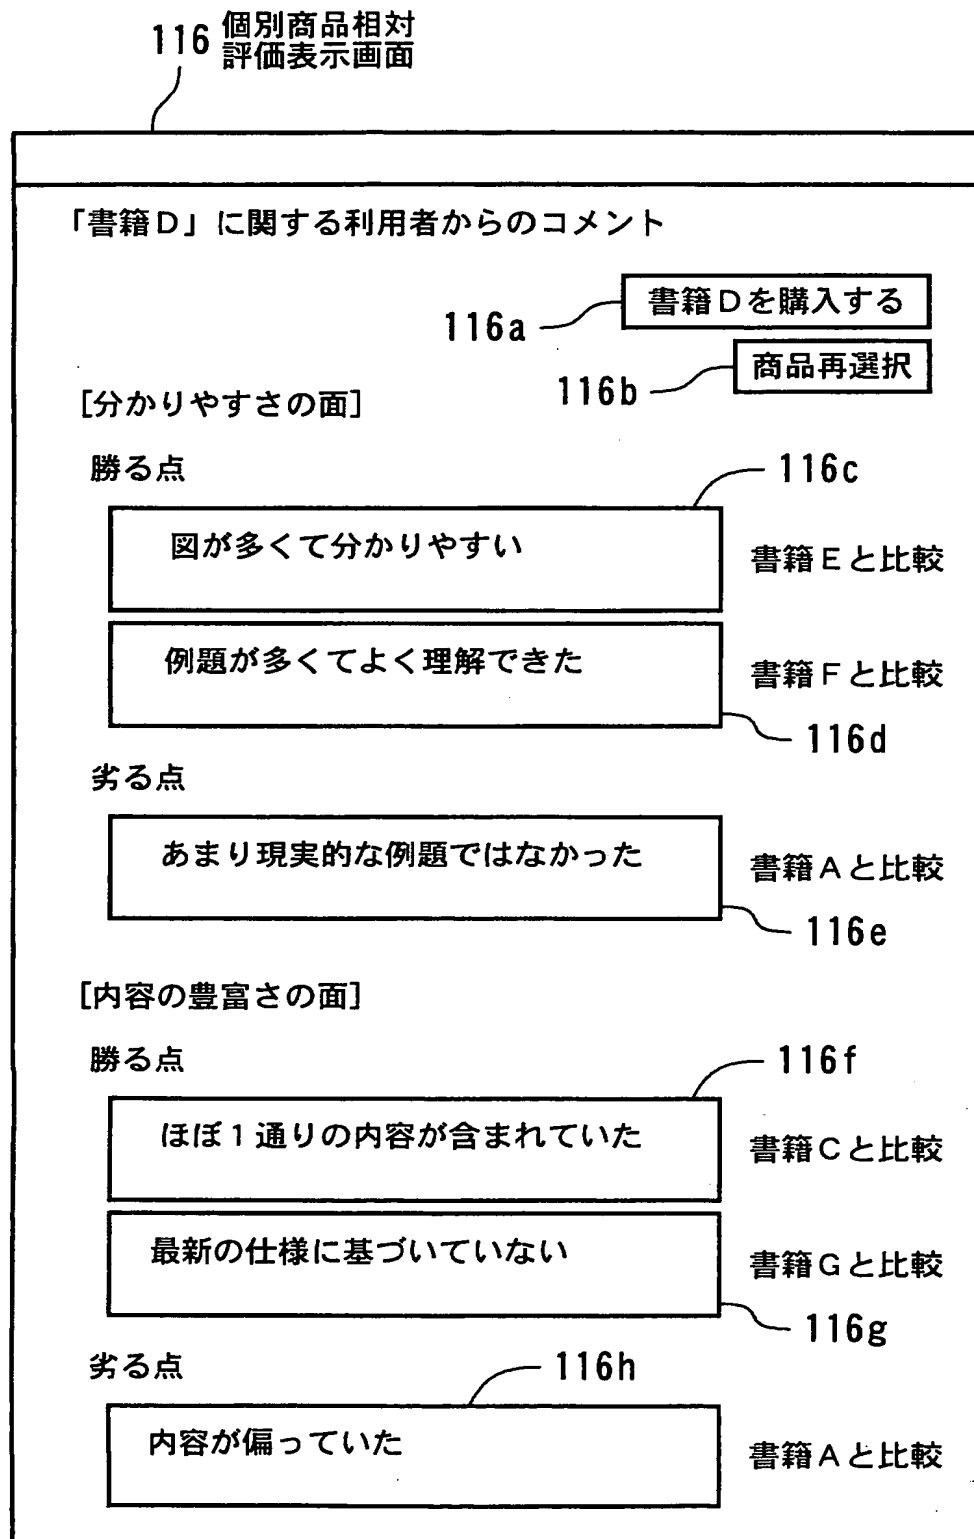 116 個別商品相対
評価表示画面
「書籍D」に関する利用者からのコメント
116a 書籍Dを購入する
116b 商品再選択
[分かりやすさの面]
勝る点
116c
図が多くて分かりやすい 書籍Eと比較
例題が多くてよく理解できた 書籍Fと比較
116d
劣る点
あまり現実的な例題ではなかった 書籍Aと比較
116e
[内容の豊富さの面]
勝る点
116f
ほぼ1通りの内容が含まれていた 書籍Cと比較
最新の仕様に基づいていない 書籍Gと比較
116g
劣る点 116h
内容が偏っていた 書籍Aと比較